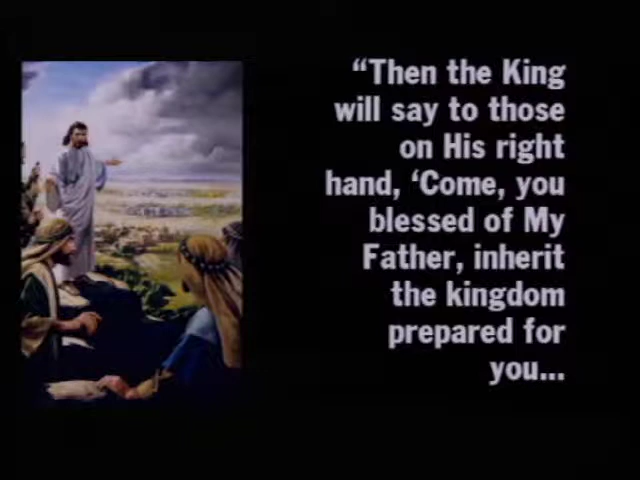 “Then the King
will say to those
on His right
hand, ‘Come, you
blessed of My
Father, inherit
the kingdom
prepared for
you...